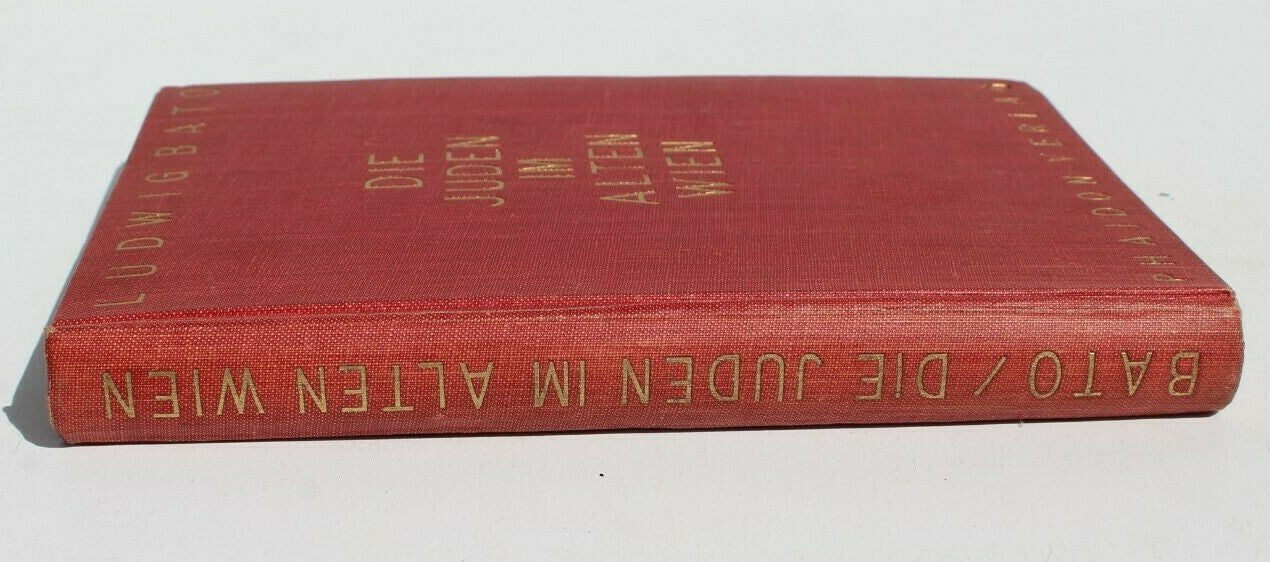 LUDWIG BATO
DIE
JUDEN
IM
ALTEN
WIEN
PHAIDON VERLAG
BATO / DIE JUDEN IM ALTEN WIEN